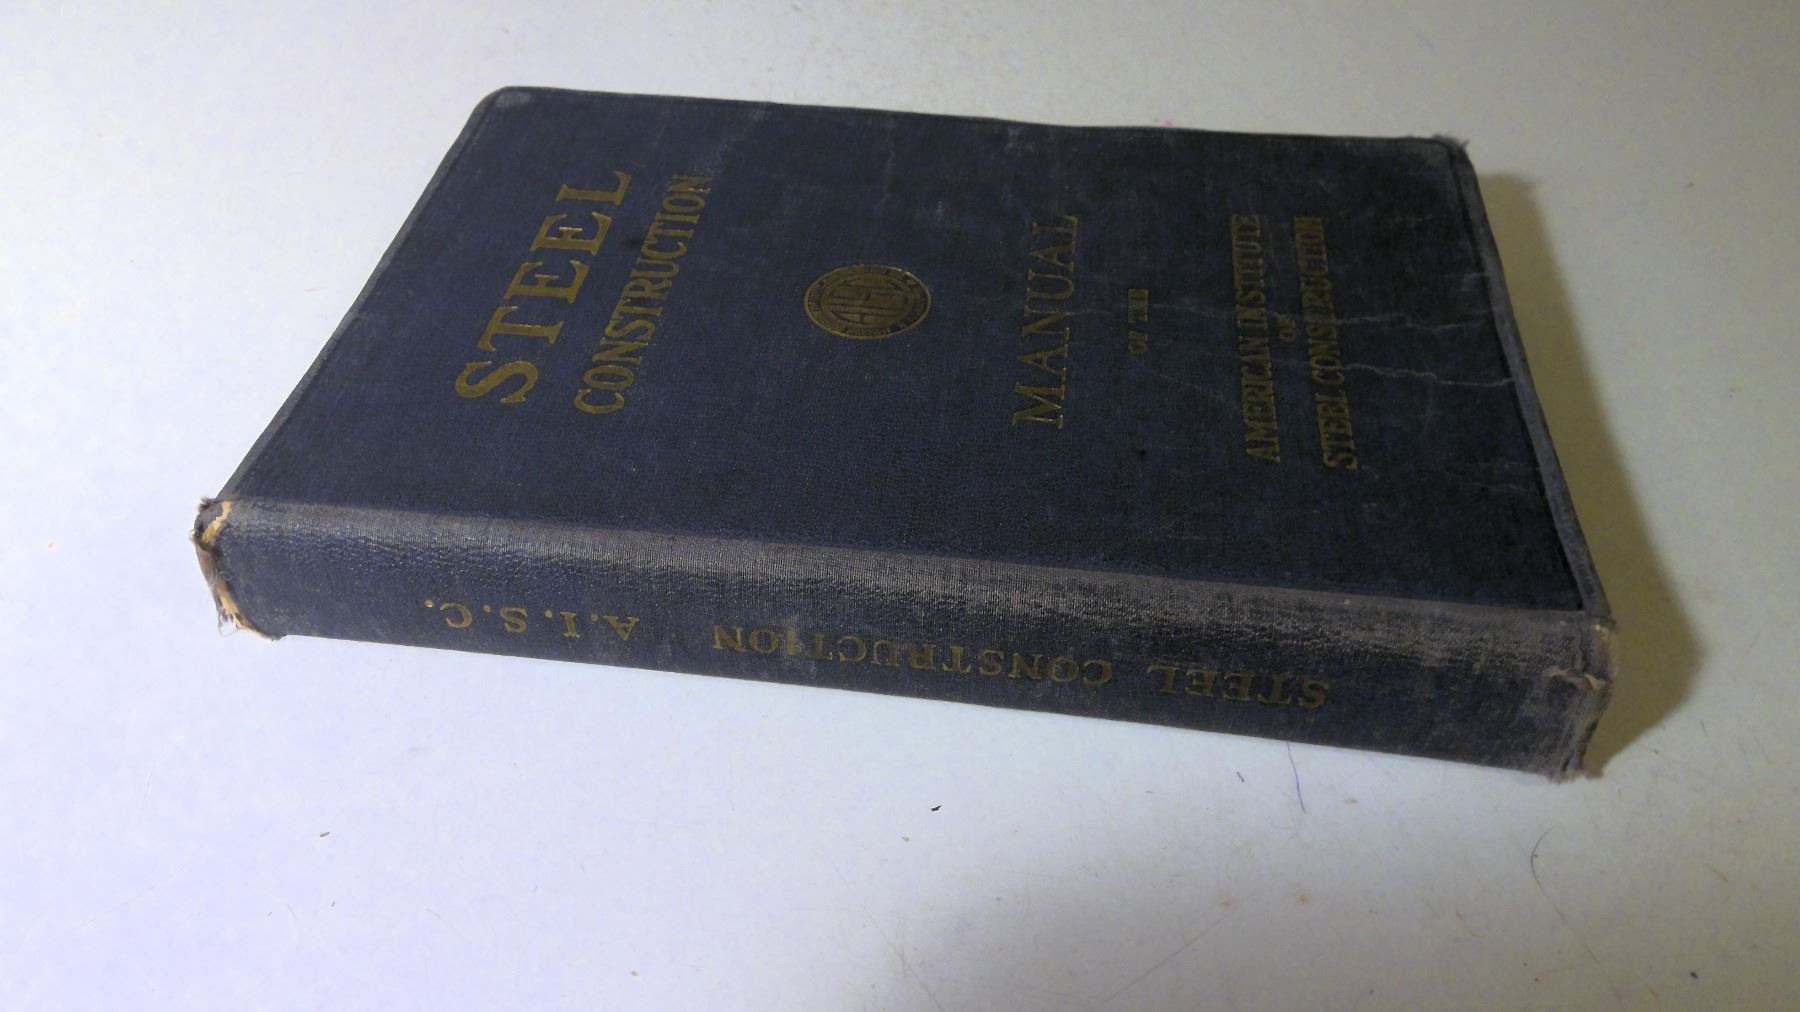 STEEL
CONSTRUCTION
MANUAL
OF THE
AMERICAN INSTITUTE
OF
STEEL CONSTRUCTION
STEEL CONSTRUCTION A.I.S.C.